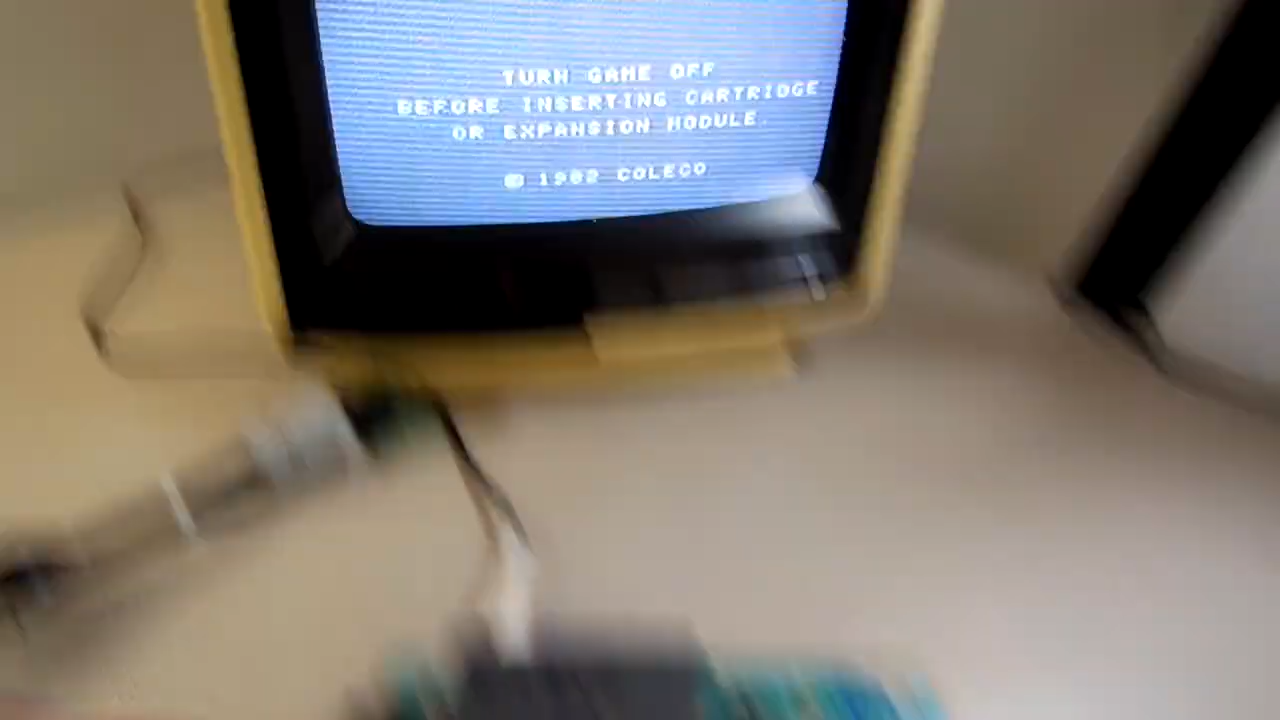 TURN GAME OFF
BEFORE INSERTING CARTRIDGE
OR EXPANSION MODULE.
© 1982 COLECO